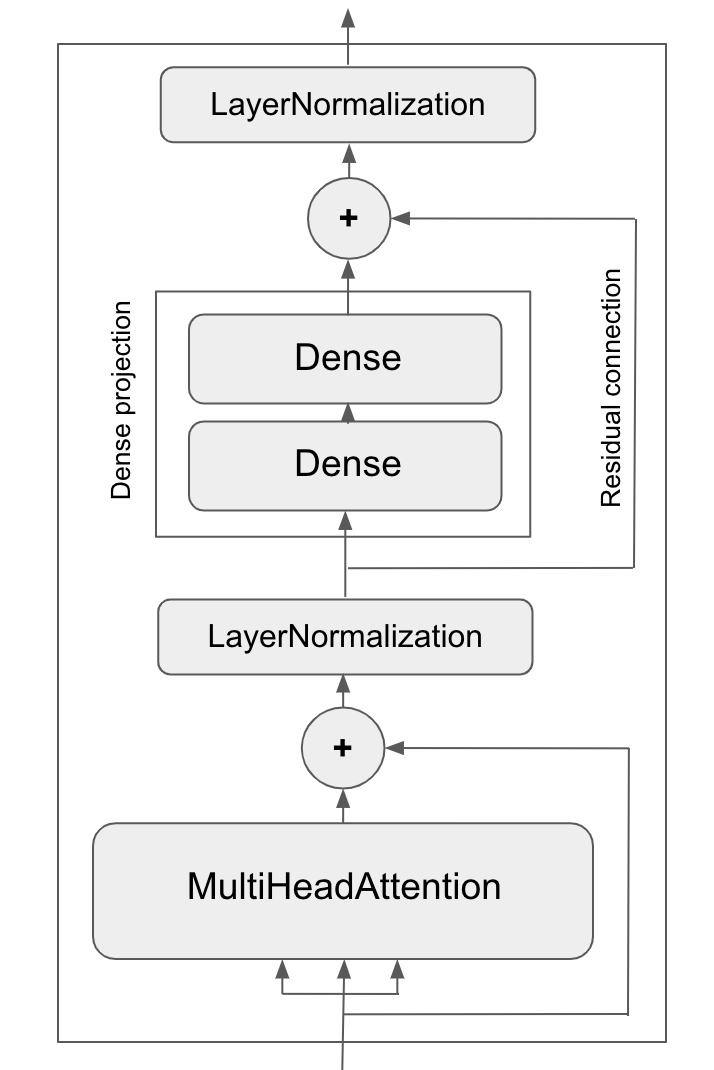 LayerNormalization
+
Dense projection
Dense
Dense
Residual connection
LayerNormalization
+
MultiHeadAttention